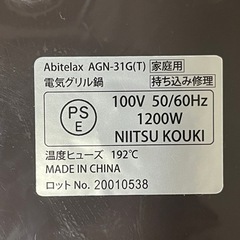 Abitelax AGN-31G(T) 家庭用
電気グリル鍋 持ち込み修理
PS
E
100V 50/60Hz
1200W
NIITSU KOUKI
温度ヒューズ 192℃
MADE IN CHINA
ロット No. 20010538